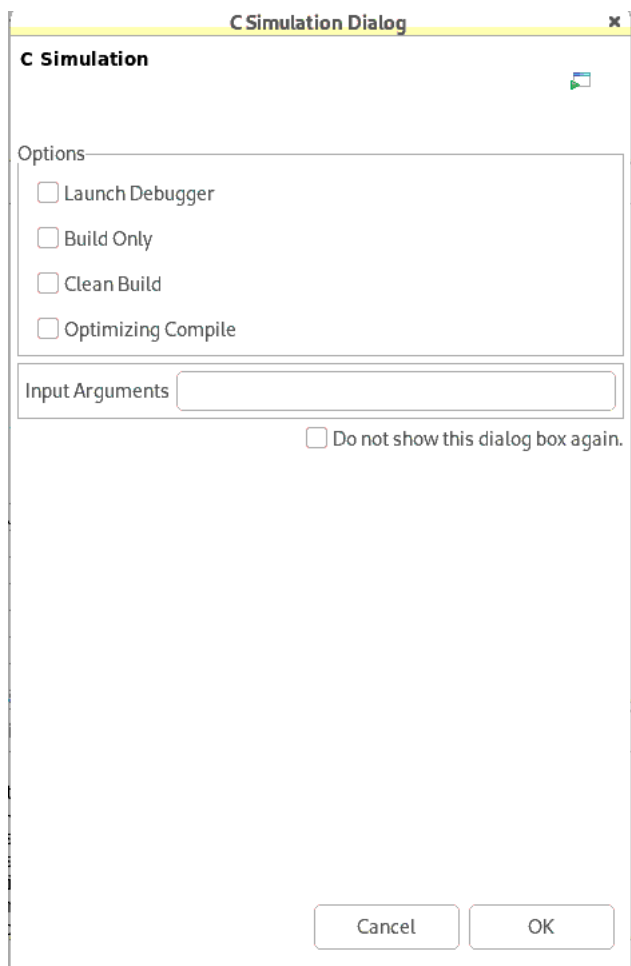 C Simulation Dialog
C Simulation
Options
Launch Debugger
Build Only
Clean Build
Optimizing Compile
Input Arguments
Do not show this dialog box again.
Cancel OK